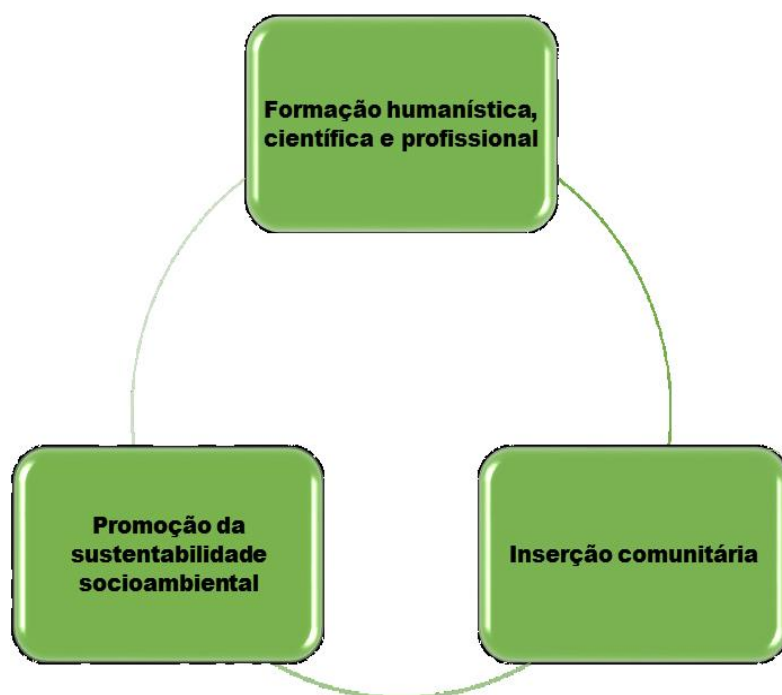 Formação humanística,
científica e profissional
Promoção da
sustentabilidade
socioambiental
Inserção comunitária